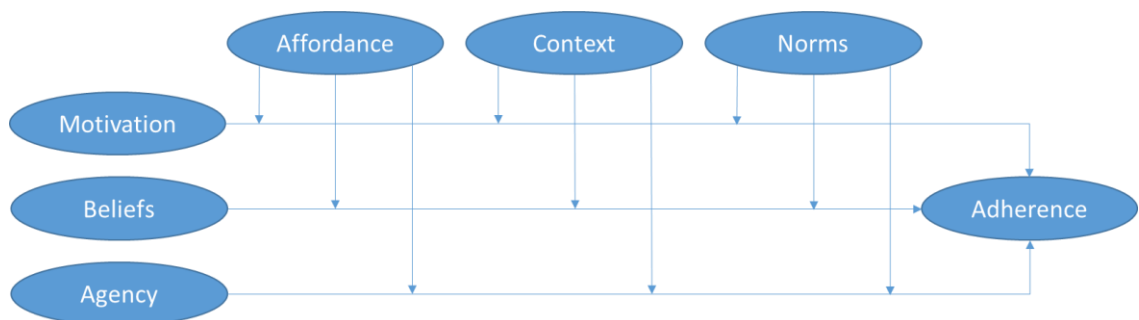 Affordance
Context
Norms
Motivation
Beliefs
Adherence
Agency